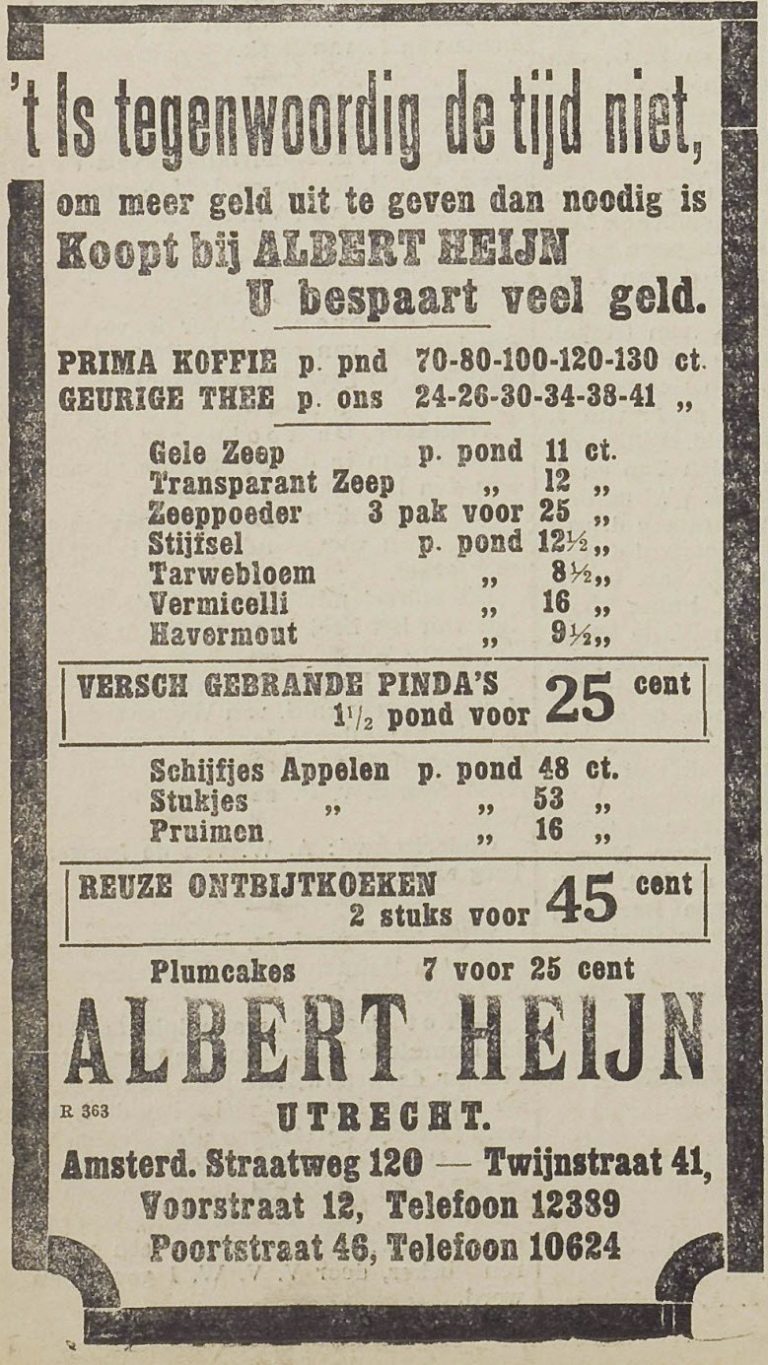 't Is tegenwoordig de tijd niet,
om meer geld uit te geven dan noodig is
Koopt bij ALBERT HEIJN
U bespaart veel geld.
PRIMA KOFFIE p. pnd 70-80-100-120-130 ct.
GEURIGE THEE p. ons 24-26-30-34-38-41 „
Gele Zeep p. pond 11 ct.
Transparant Zeep „ 12 „
Zeeppoeder 3 pak voor 25 „
Stijfsel p. pond 12½ „
Tarwebloem „ 8½ „
Vermicelli „ 16 „
Havermout „ 9½ „
VERSCH GEBRANDE PINDA'S 25 cent
1½ pond voor
Schijfjes Appelen p. pond 48 ct.
Stukjes „ „ 53 „
Pruimen „ 16 „
REUZE ONTBIJTKOEKEN 45 cent
2 stuks voor
Plumcakes 7 voor 25 cent
ALBERT HEIJN
R 363 UTRECHT.
Amsterd. Straatweg 120 — Twijnstraat 41,
Voorstraat 12, Telefoon 12389
Poortstraat 46, Telefoon 10624